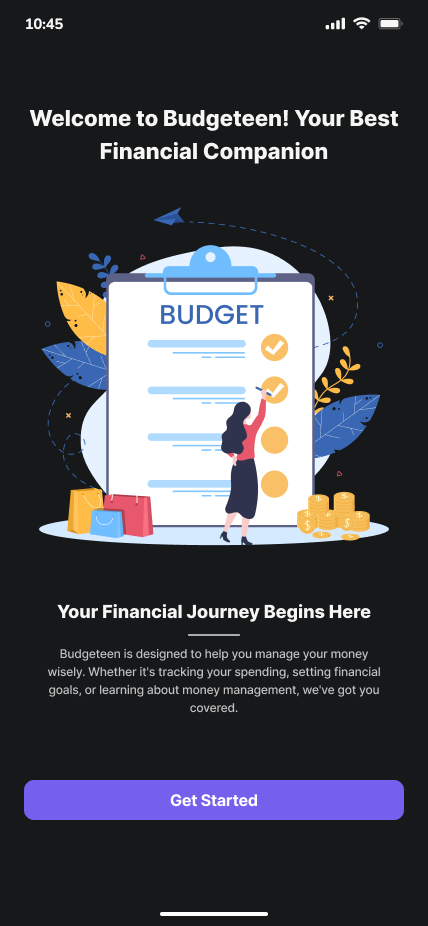 10:45
Welcome to Budgeteen! Your Best
Financial Companion
BUDGET
$
$
$
Your Financial Journey Begins Here
Budgeteen is designed to help you manage your money
wisely. Whether it's tracking your spending, setting financial
goals, or learning about money management, we've got you
covered.
Get Started